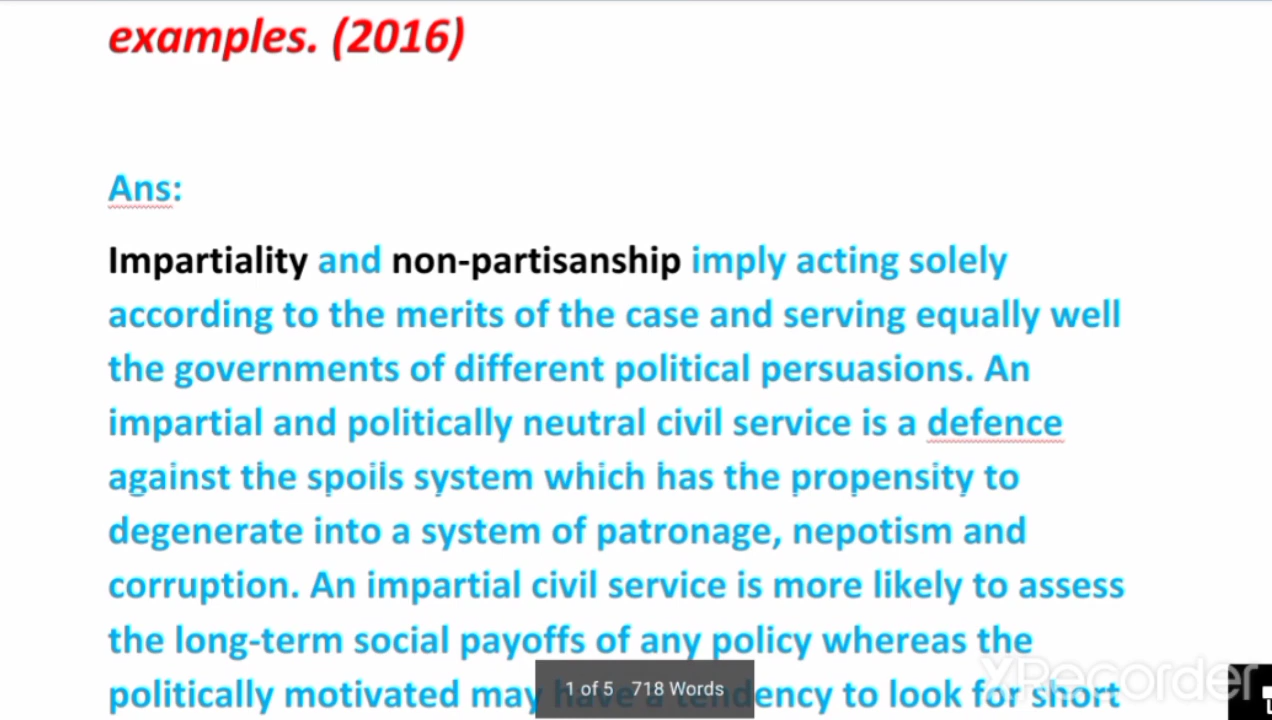 examples. (2016)
Ans:
Impartiality and non-partisanship imply acting solely
according to the merits of the case and serving equally well
the governments of different political persuasions. An
impartial and politically neutral civil service is a defence
against the spoils system which has the propensity to
degenerate into a system of patronage, nepotism and
corruption. An impartial civil service is more likely to assess
the long-term social payoffs of any policy whereas the
politically motivated may have a tendency to look for short
1 of 5 718 Words
XRecorder